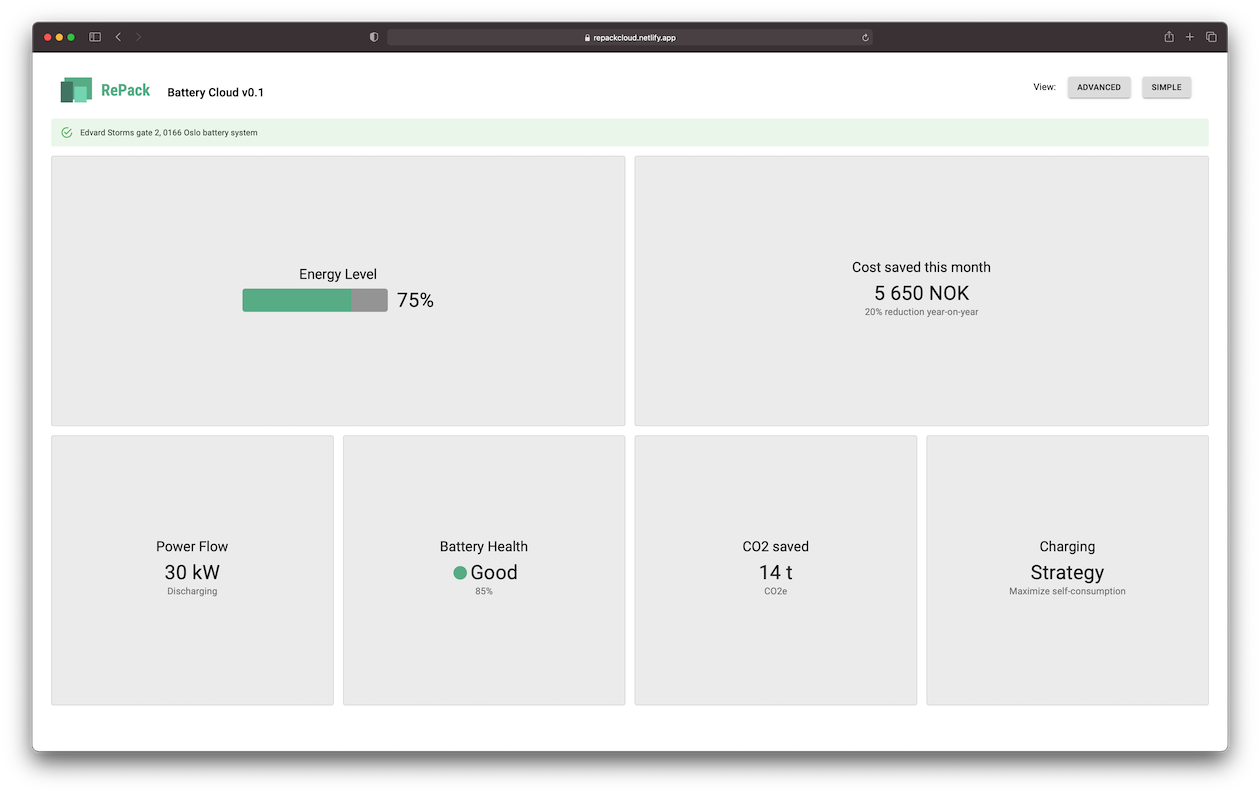 repackcloud.netlify.app
RePack
Battery Cloud v0.1
View:
ADVANCED
SIMPLE
Edvard Storms gate 2, 0166 Oslo battery system
Energy Level
75%
Cost saved this month
5 650 NOK
20% reduction year-on-year
Power Flow
30 kW
Discharging
Battery Health
Good
85%
CO2 saved
14 t
CO2e
Charging
Strategy
Maximize self-consumption